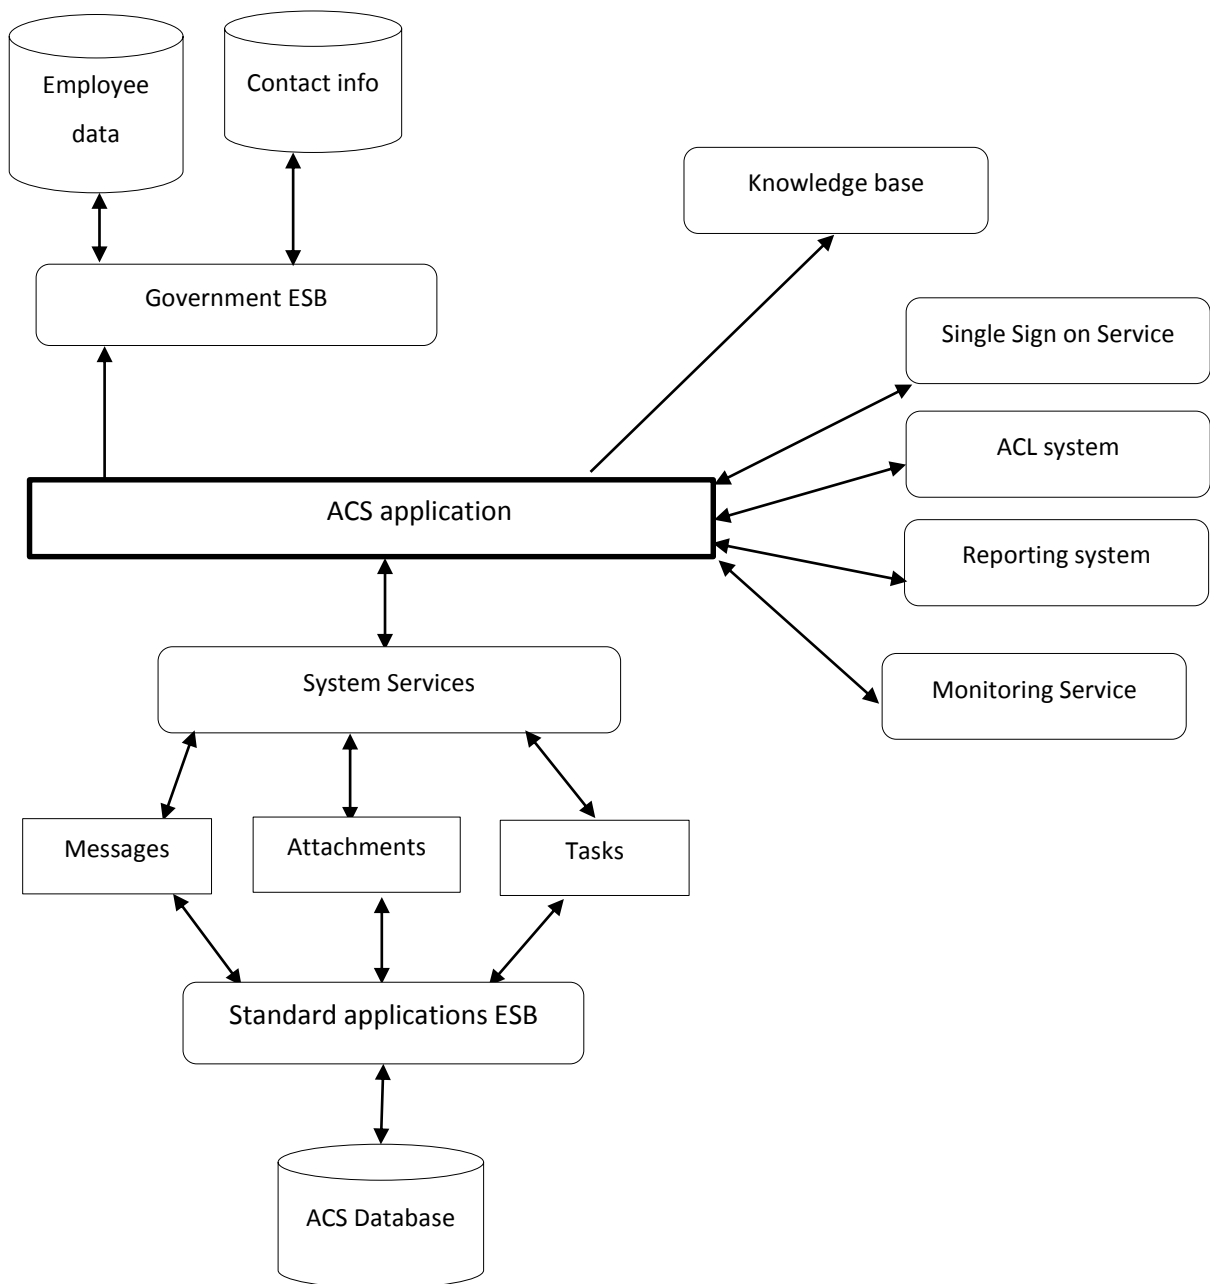 Employee
data
Contact info
Knowledge base
Government ESB
Single Sign on Service
ACL system
ACS application
Reporting system
System Services
Monitoring Service
Messages
Attachments
Tasks
Standard applications ESB
ACS Database